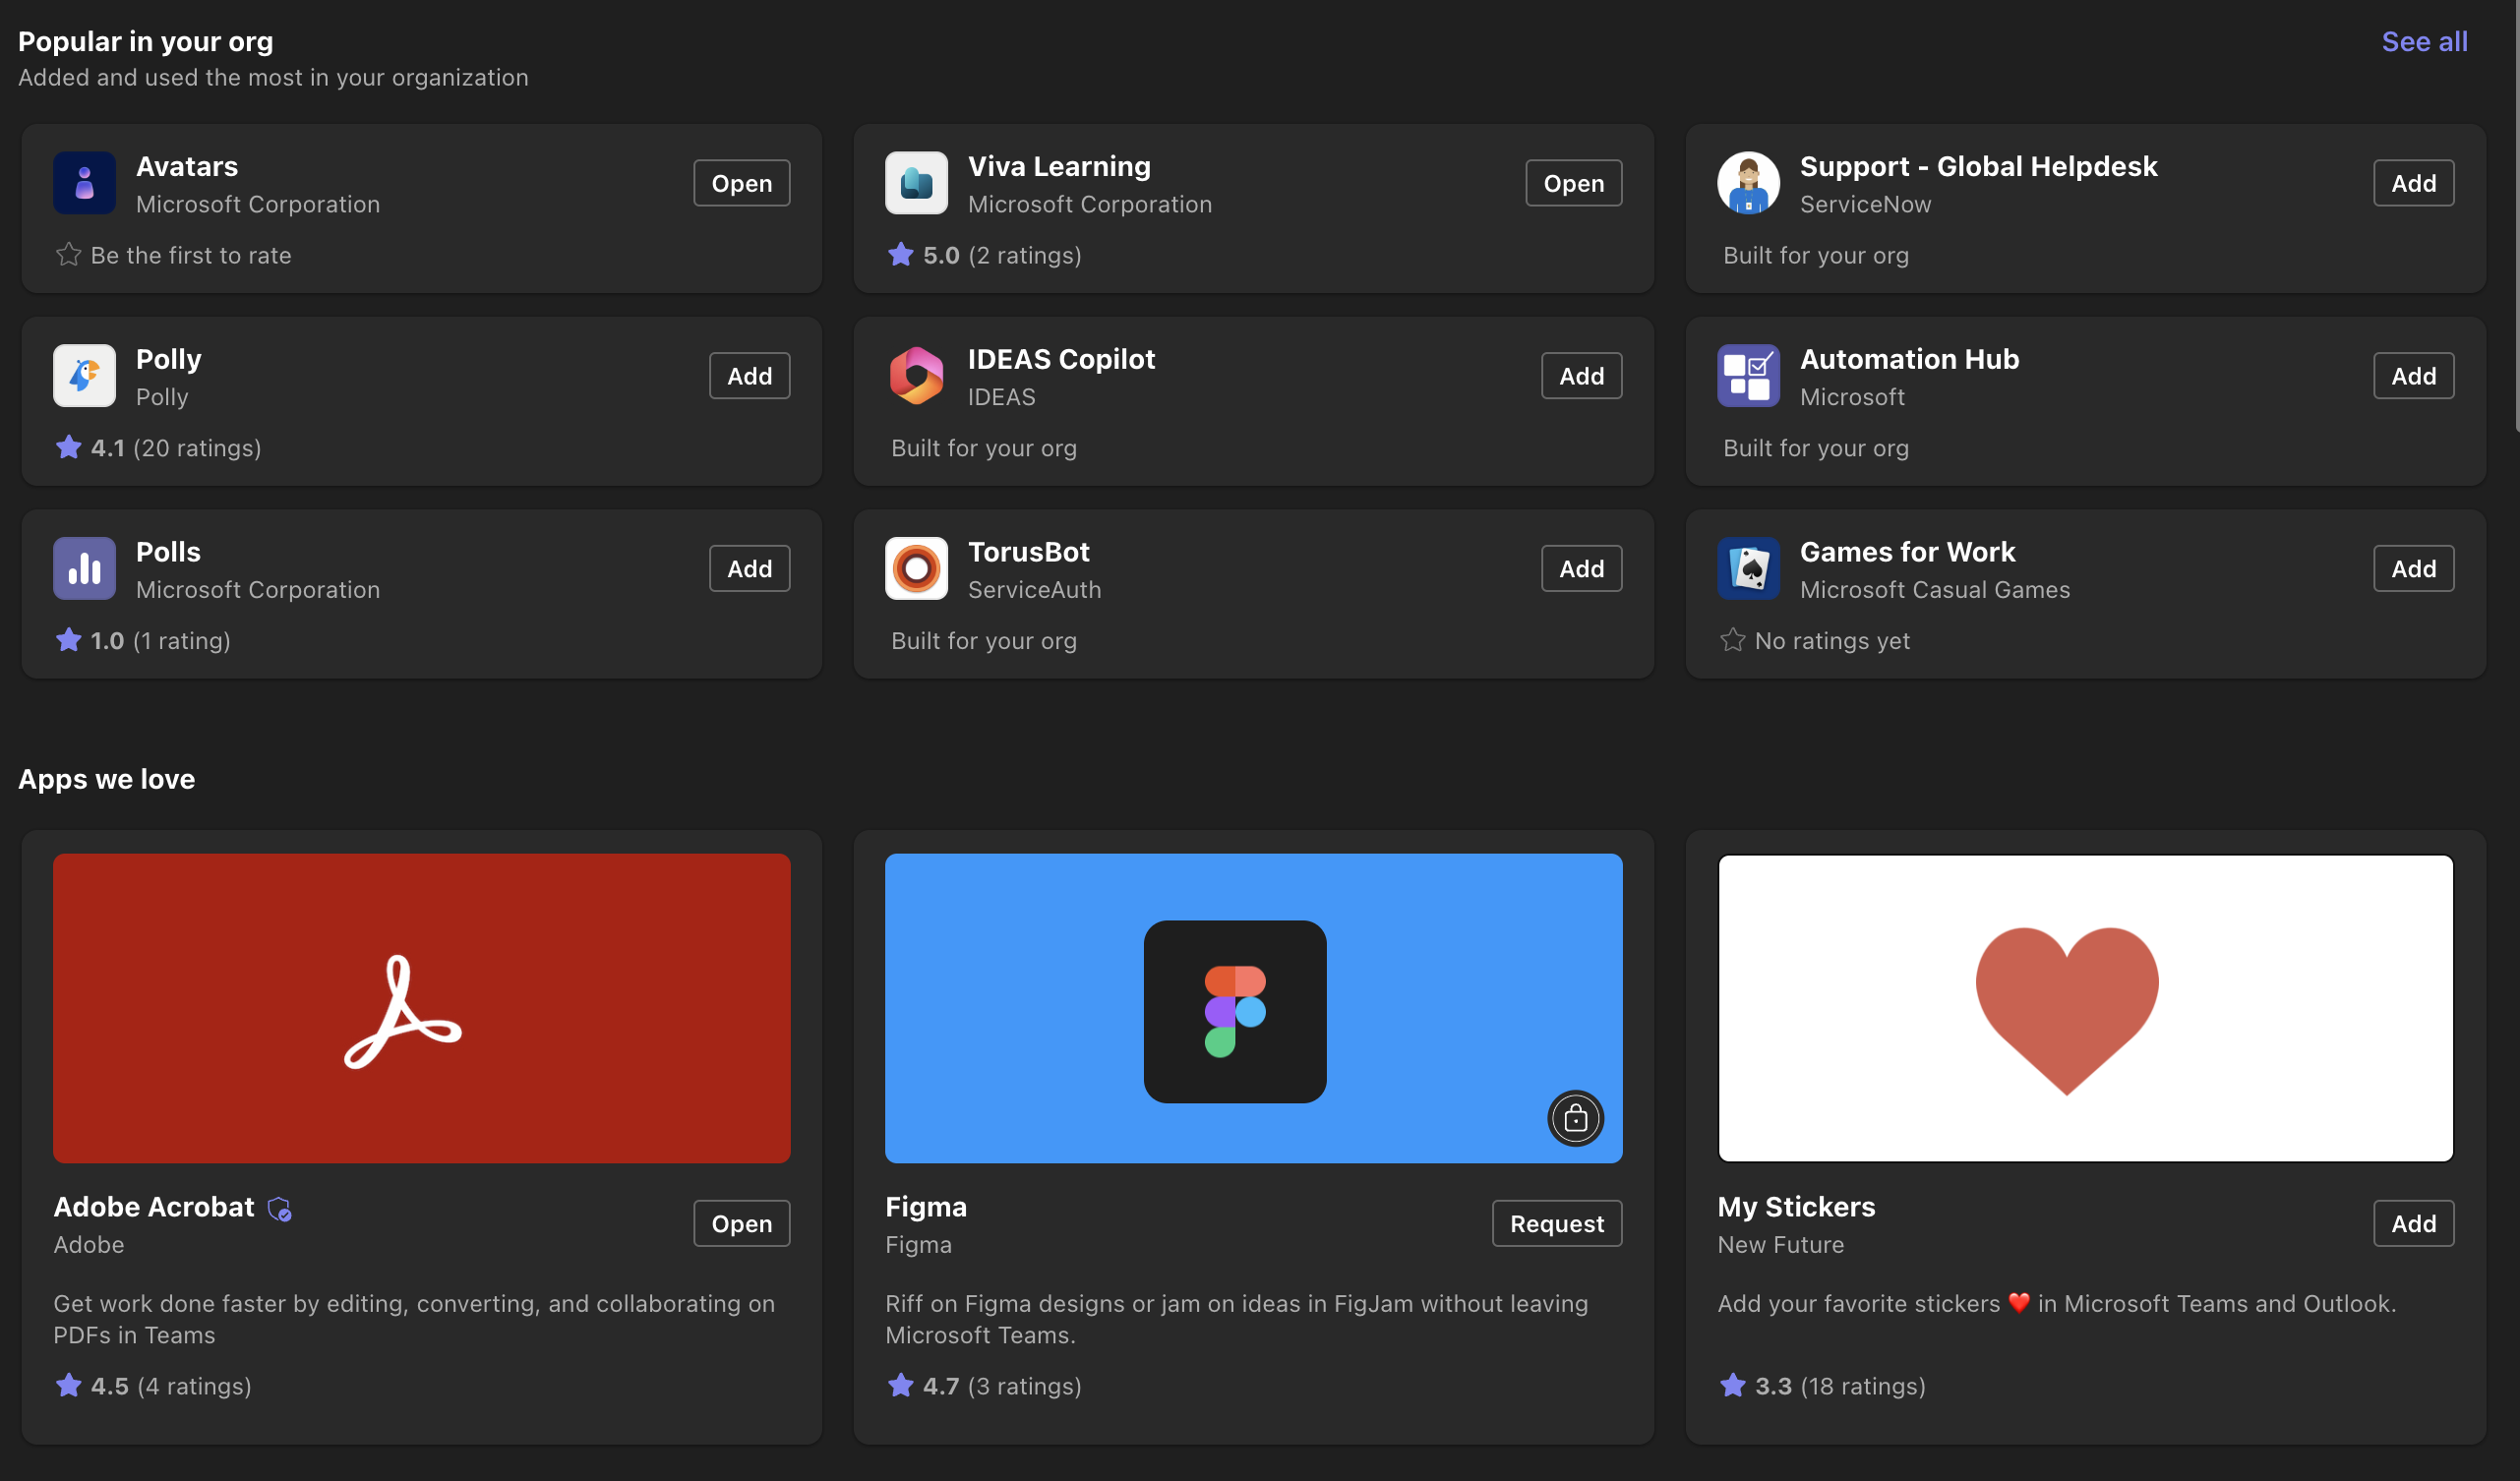 Popular in your org
See all
Added and used the most in your organization
Avatars
Microsoft Corporation
Open
Be the first to rate
Viva Learning
Microsoft Corporation
Open
5.0 (2 ratings)
Support - Global Helpdesk
ServiceNow
Add
Built for your org
Polly
Polly
Add
4.1 (20 ratings)
IDEAS Copilot
IDEAS
Add
Built for your org
Automation Hub
Microsoft
Add
Built for your org
Polls
Microsoft Corporation
Add
1.0 (1 rating)
TorusBot
ServiceAuth
Add
Built for your org
Games for Work
Microsoft Casual Games
Add
No ratings yet
Apps we love
Adobe Acrobat
Adobe
Open
Get work done faster by editing, converting, and collaborating on
PDFs in Teams
4.5 (4 ratings)
Figma
Figma
Request
Riff on Figma designs or jam on ideas in FigJam without leaving
Microsoft Teams.
4.7 (3 ratings)
My Stickers
New Future
Add
Add your favorite stickers ❤️ in Microsoft Teams and Outlook.
3.3 (18 ratings)